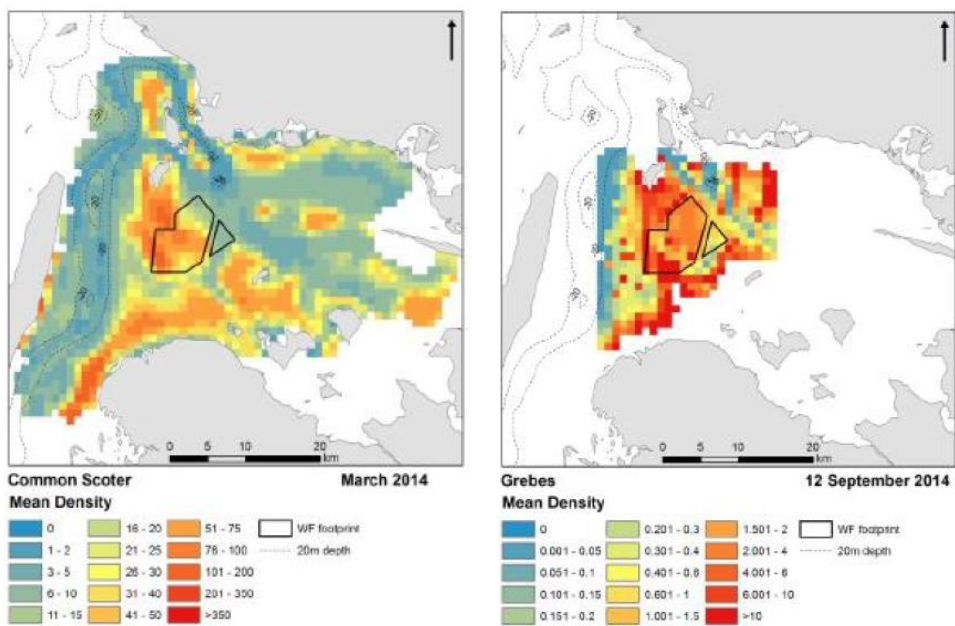 0 5 10 20
km
Common Scoter March 2014
Mean Density
0 16 - 20 51 - 75 WF footprint
1 - 2 21 - 25 76 - 100 20m depth
3 - 5 26 - 30 101 - 200
6 - 10 31 - 40 201 - 350
11 - 15 41 - 50 >350
0 5 10 20
km
Grebes 12 September 2014
Mean Density
0 0.201 - 0.3 1.501 - 2 WF footprint
0.001 - 0.05 0.301 - 0.4 2.001 - 4 20m depth
0.051 - 0.1 0.401 - 0.6 4.001 - 6
0.101 - 0.15 0.601 - 1 6.001 - 10
0.151 - 0.2 1.001 - 1.5 >10